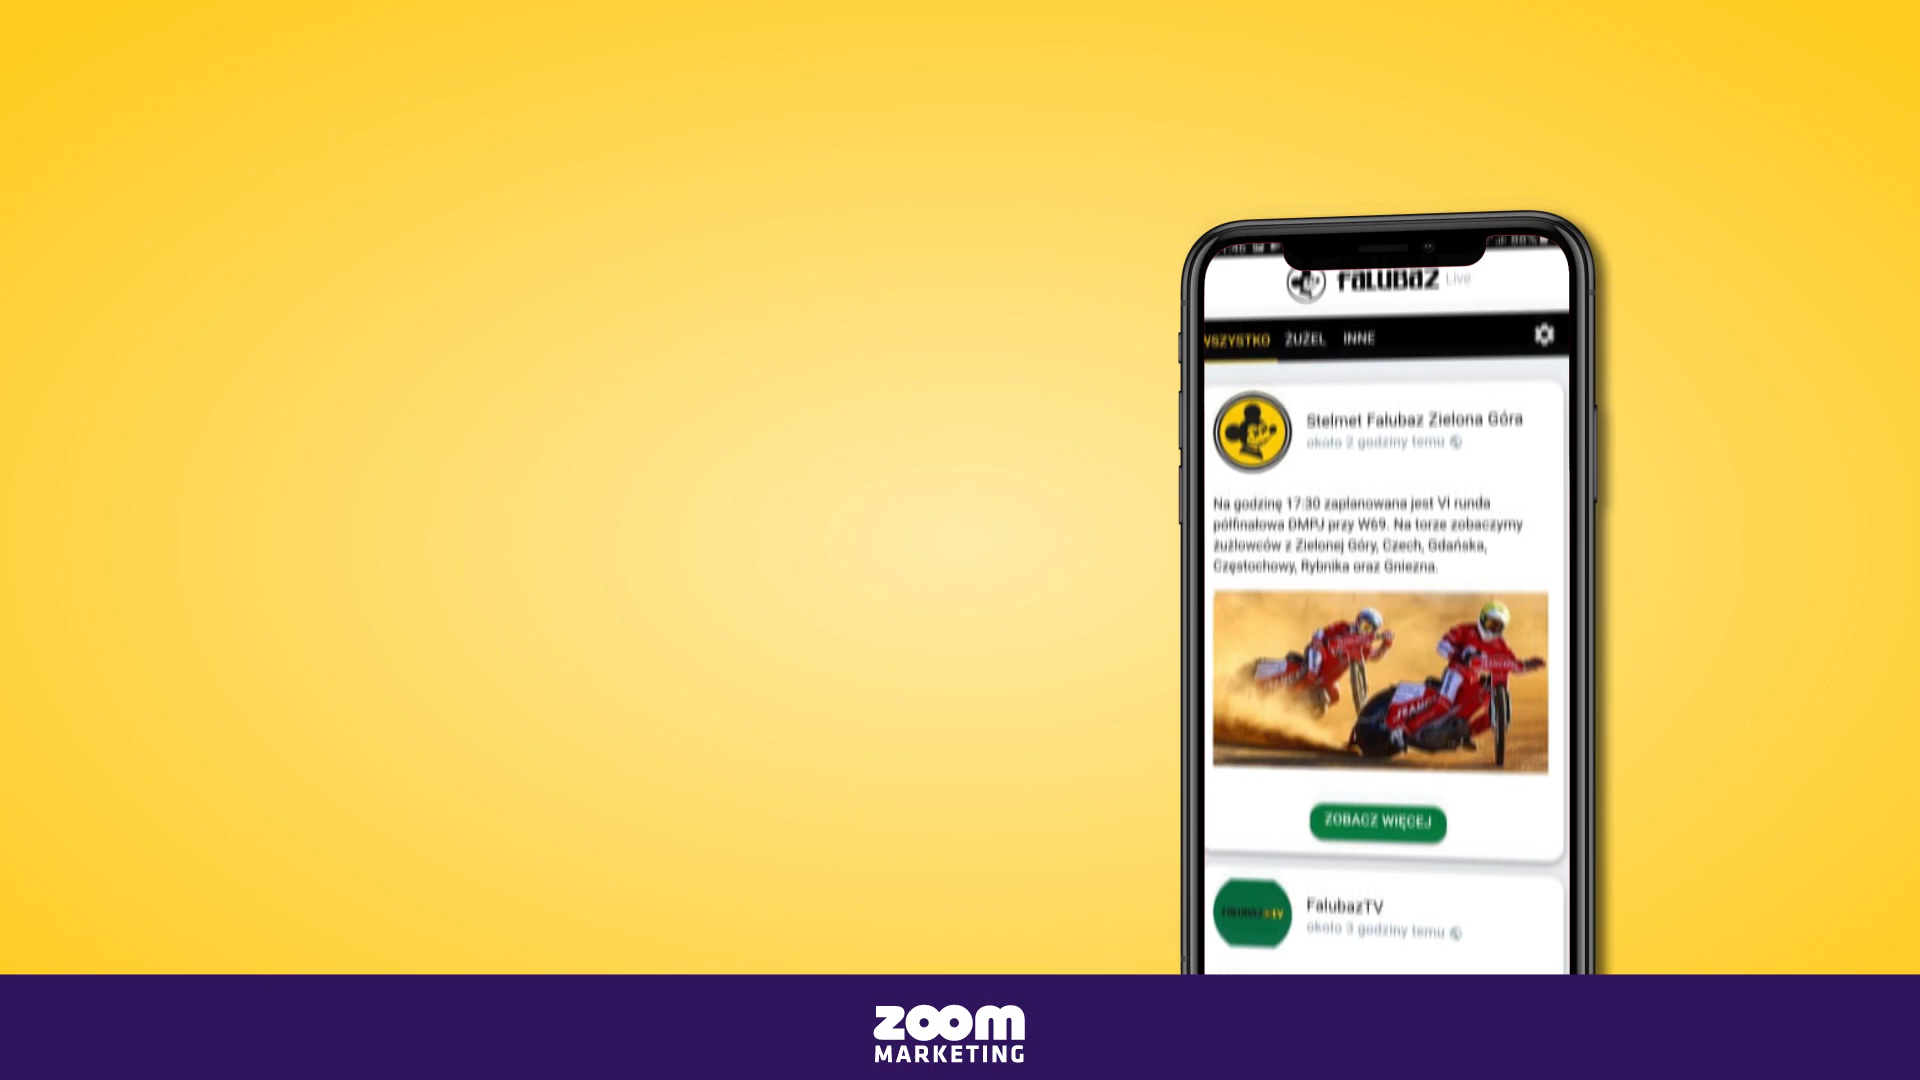 faLUbaz Live
WSZYSTKO ŻUŻEL INNE
Stelmet Falubaz Zielona Góra
około 2 godziny temu
Na godzinę 17:30 zaplanowana jest VI runda
półfinałowa DMPJ przy W69. Na torze zobaczymy
żużlowców z Zielonej Góry, Czech, Gdańska,
Częstochowy, Rybnika oraz Gniezna.
ZOBACZ WIĘCEJ
FALUBAZ TV
FalubazTV
około 3 godziny temu
zoom
MARKETING